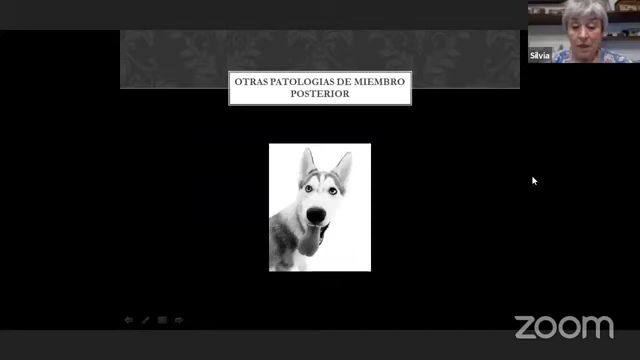 OTRAS PATOLOGIAS DE MIEMBRO
POSTERIOR
Silvia
zoom